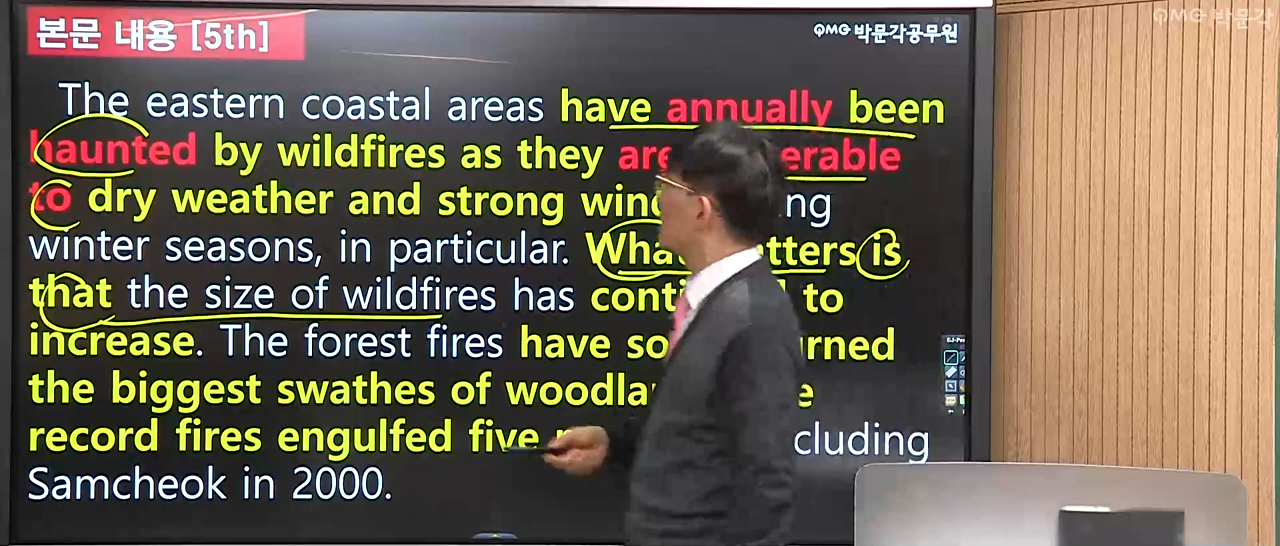 본문 내용 [5th]
박문각공무원
박문각
The eastern coastal areas have annually been
haunted by wildfires as they
to dry weather and strong
winter seasons, in particular. is
that the size of wildfires has to
increase. The forest fires have
the biggest swathes of
record fires engulfed five
Samcheok in 2000.